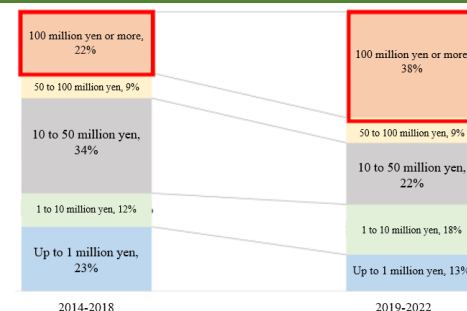 100 million yen or more,
22%
50 to 100 million yen, 9%
10 to 50 million yen,
34%
1 to 10 million yen, 12%
Up to 1 million yen,
23%
2014-2018
100 million yen or more
38%
50 to 100 million yen, 9%
10 to 50 million yen,
22%
1 to 10 million yen, 18%
Up to 1 million yen, 13%
2019-2022